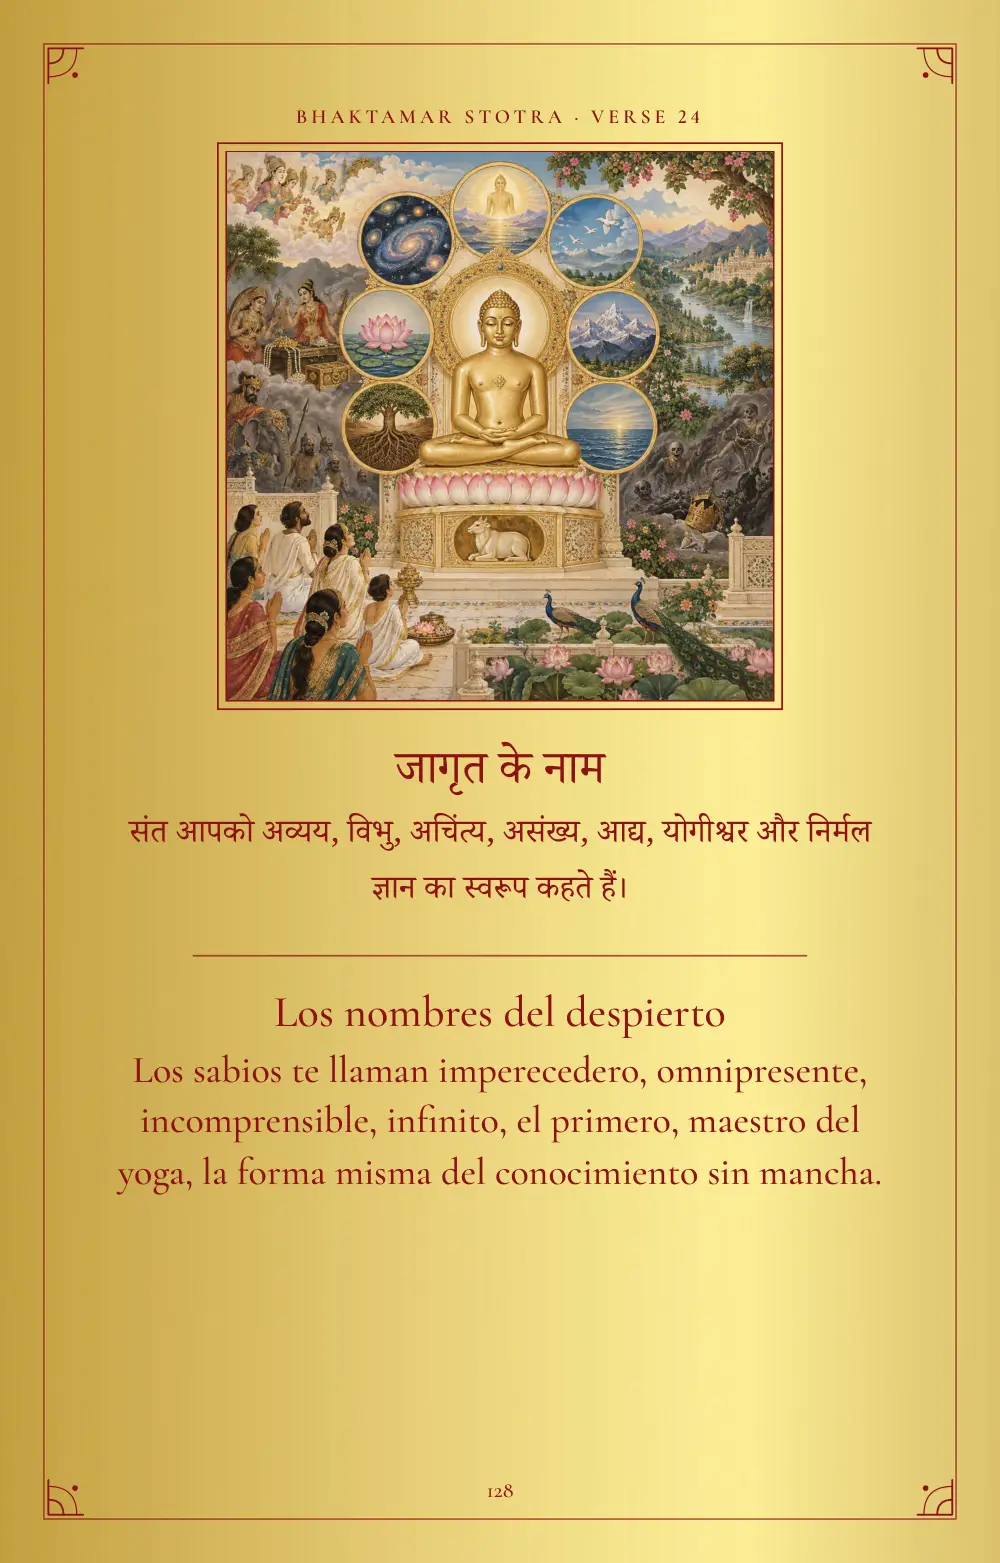 BHAKTAMAR STOTRA · VERSE 24
जागृत के नाम
संत आपको अव्यय, विभु, अचिंत्य, असंख्य, आद्य, योगीश्वर और निर्मल
ज्ञान का स्वरूप कहते हैं।
Los nombres del despierto
Los sabios te llaman imperecedero, omnipresente,
incomprensible, infinito, el primero, maestro del
yoga, la forma misma del conocimiento sin mancha.
128